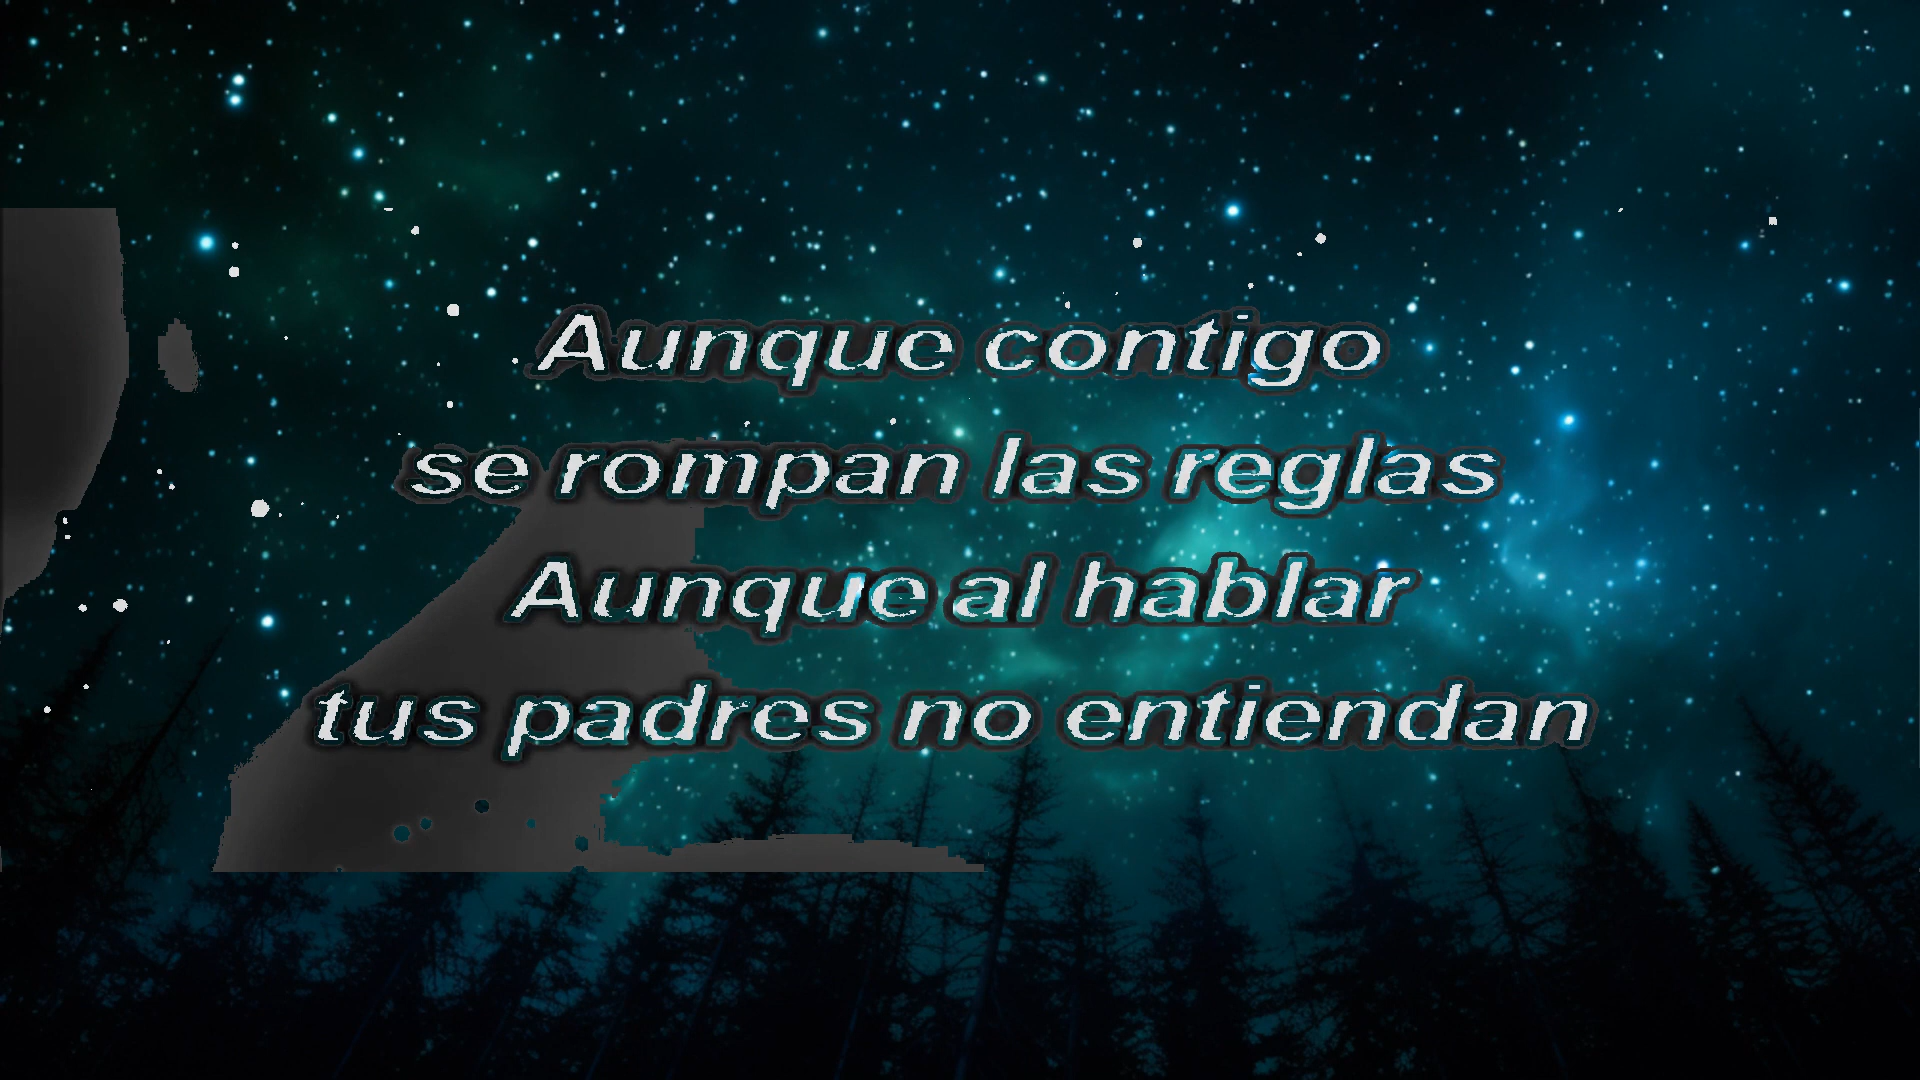 Aunque contigo
se rompan las reglas
Aunque al hablar
tus padres no entiendan